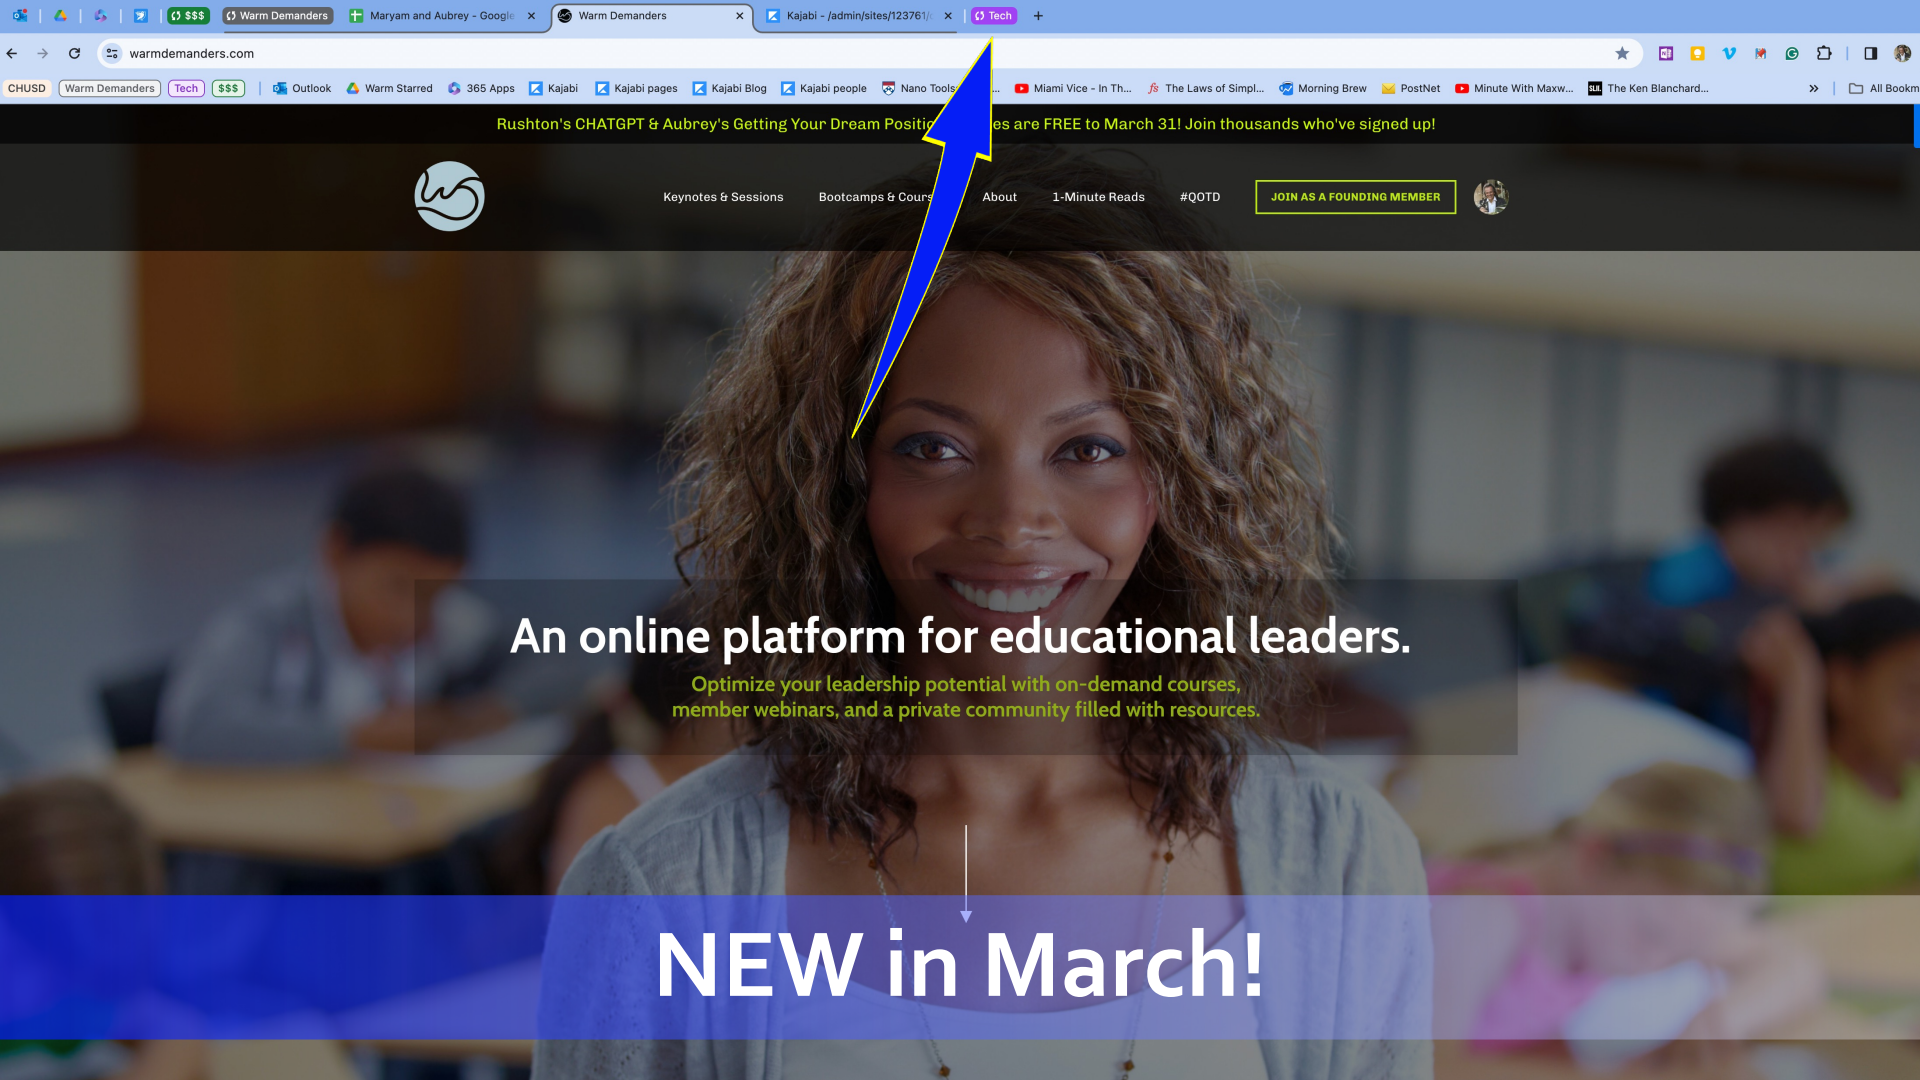 $$$
Warm Demanders
Maryam and Aubrey - Google
Warm Demanders
Kajabi - /admin/sites/123761/
Tech
warmdemanders.com
CHUSD
Warm Demanders
Tech
$$$
Outlook
Warm Starred
365 Apps
Kajabi
Kajabi pages
Kajabi Blog
Kajabi people
Nano Tools
Miami Vice - In Th...
The Laws of Simpl...
Morning Brew
PostNet
Minute With Maxw...
The Ken Blanchard...
All Bookm
Rushton's CHATGPT & Aubrey's Getting Your Dream Positio es are FREE to March 31! Join thousands who've signed up!
Keynotes & Sessions
Bootcamps & Cours
About
1-Minute Reads
#QOTD
JOIN AS A FOUNDING MEMBER
An online platform for educational leaders.
Optimize your leadership potential with on-demand courses,
member webinars, and a private community filled with resources.
NEW in March!